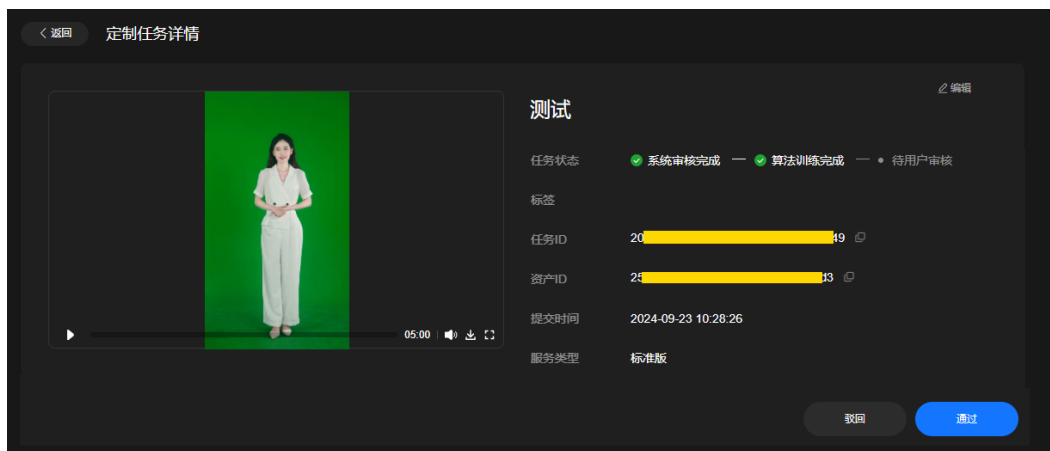 返回
定制任务详情
编辑
测试
任务状态 系统审核完成 算法训练完成 待用户审核
标签
任务ID 20 49
资产ID 25 d3
提交时间 2024-09-23 10:28:26
服务类型 标准版
05:00
驳回 通过